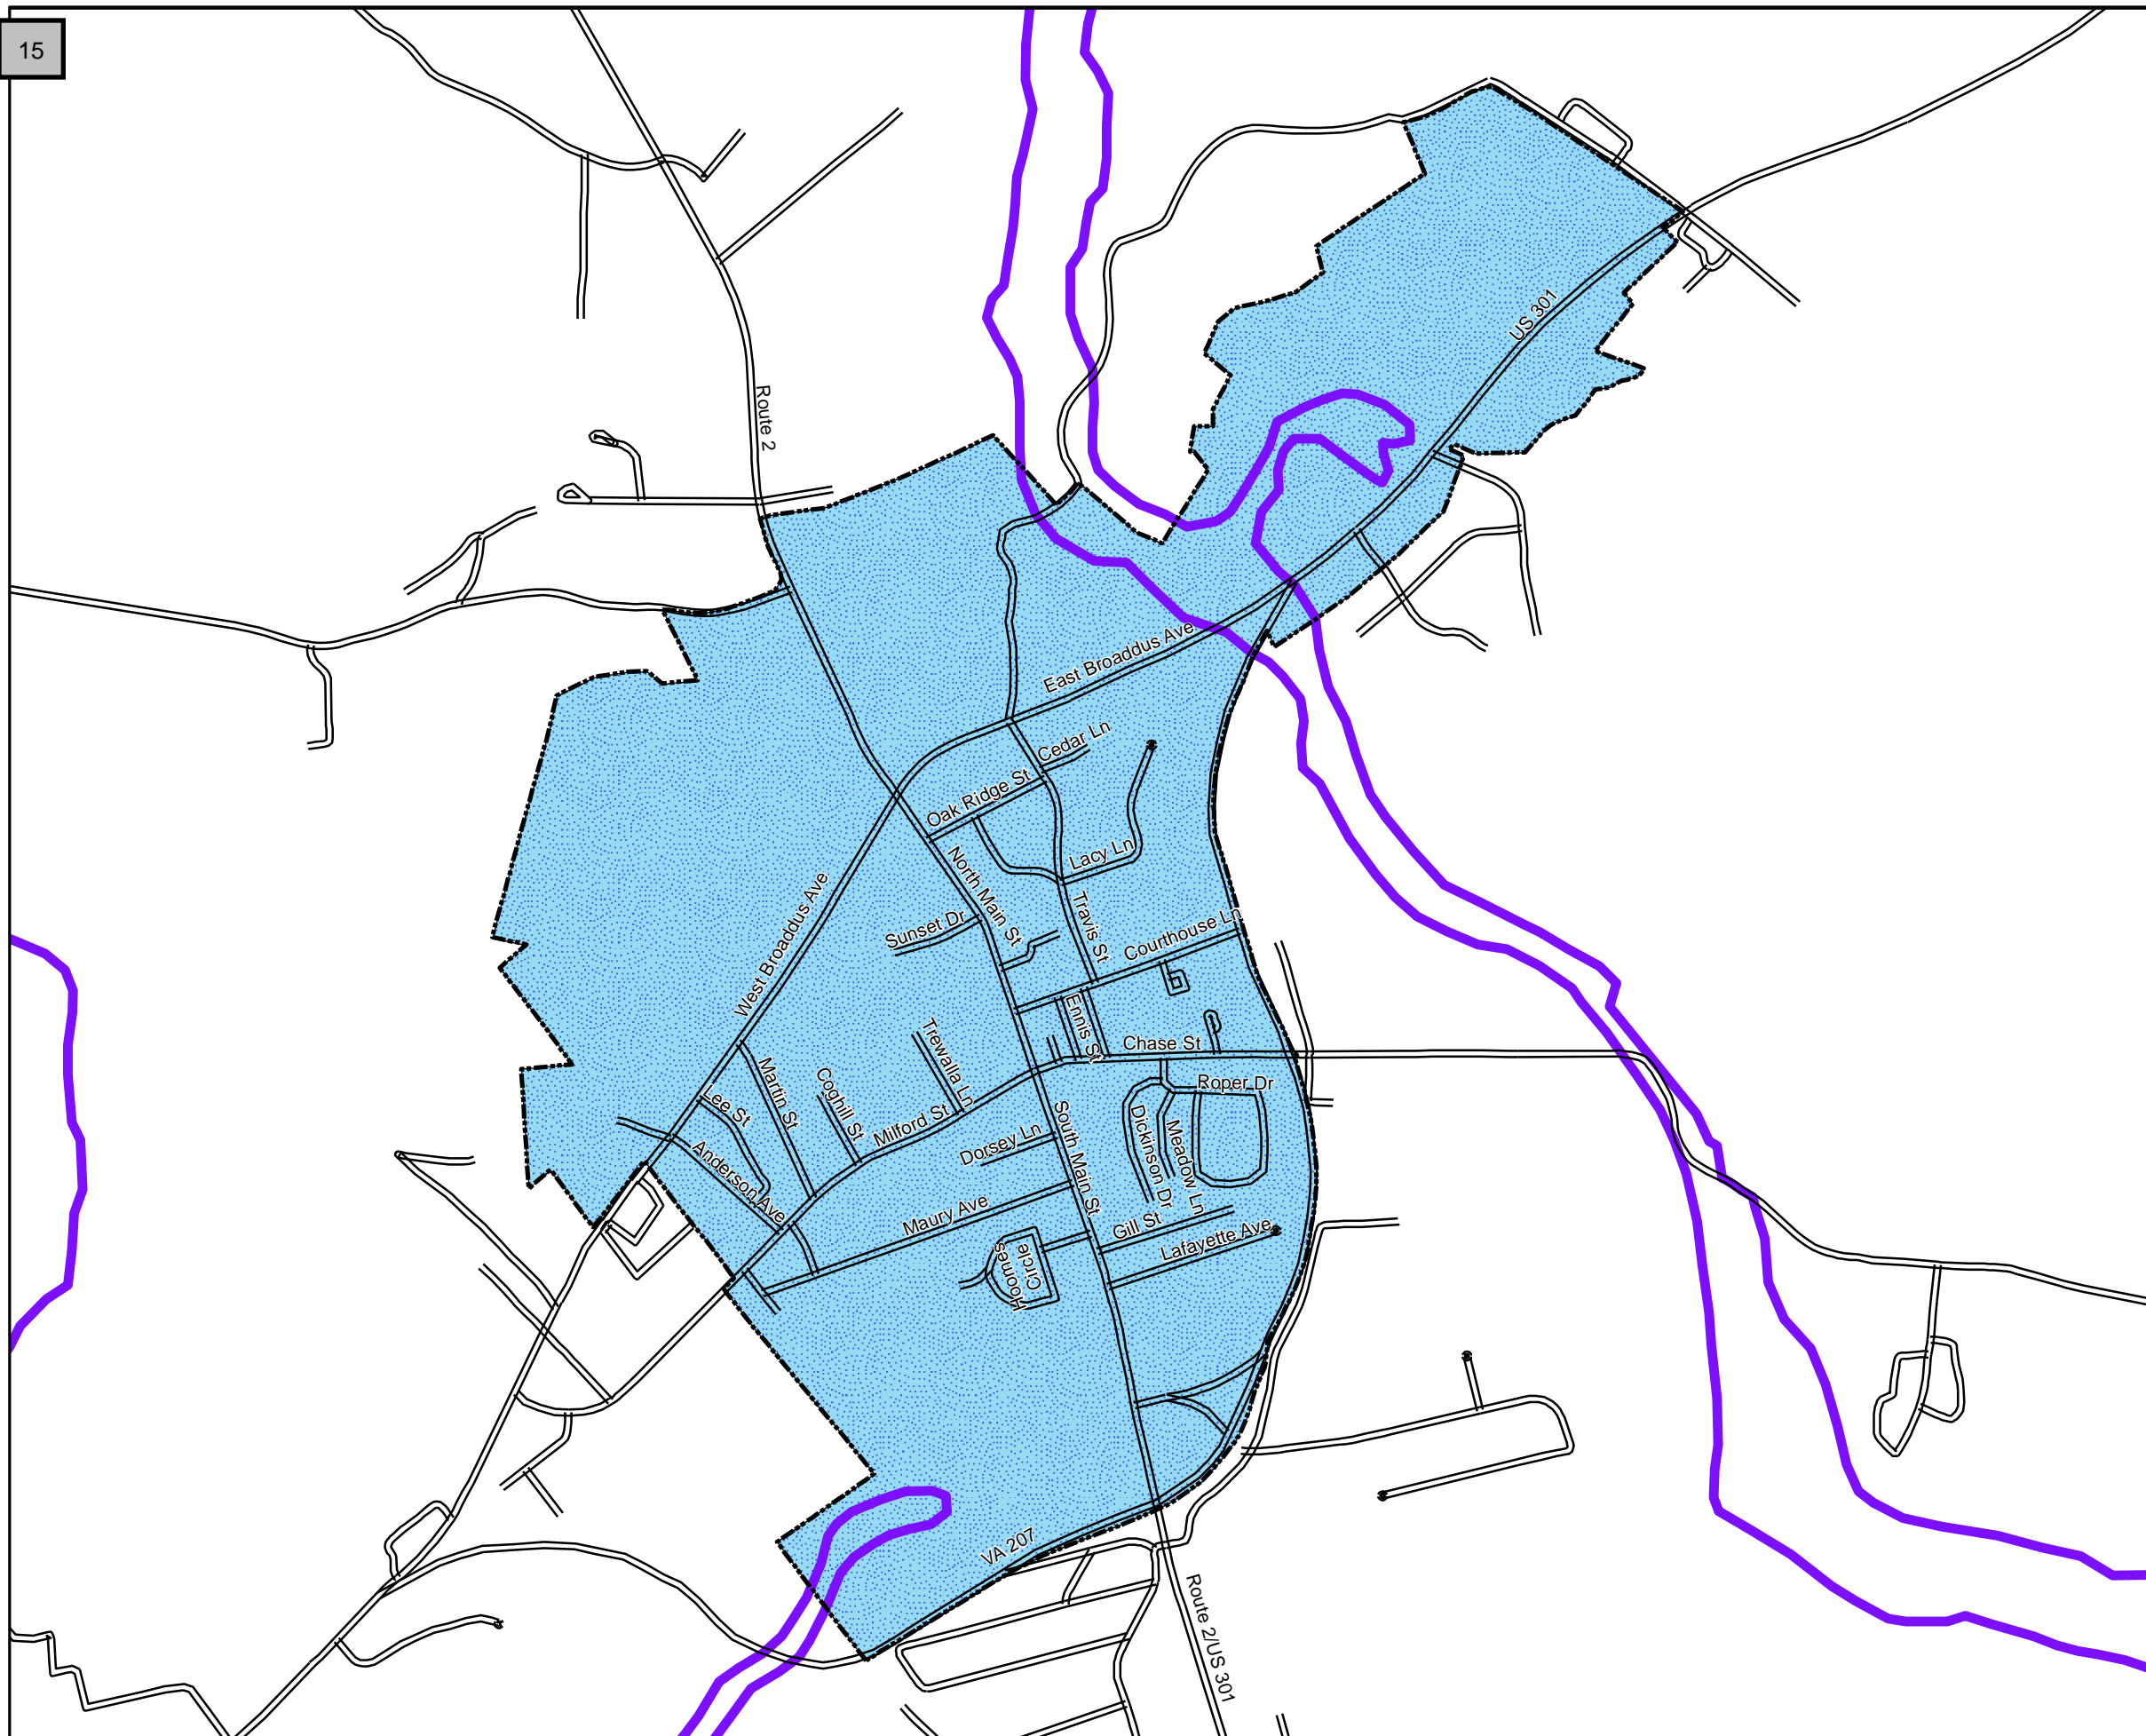 15
US 301
Route 2
East Broaddus Ave
Cedar Ln
Oak Ridge St
Lacy Ln
North Main St
West Broaddus Ave
Travis St
Sunset Dr
Courthouse Ln
Ennis St
Trewalla Ln
Chase St
Martin St
Coghill St
Roper Dr
Lee St
Milford St
South Main St
Dickinson Dr
Meadow Ln
Dorsey Ln
Anderson Ave
Maury Ave
Gill St
Lafayette Ave
Hoomes
Circle
VA 207
Route 2/US 301